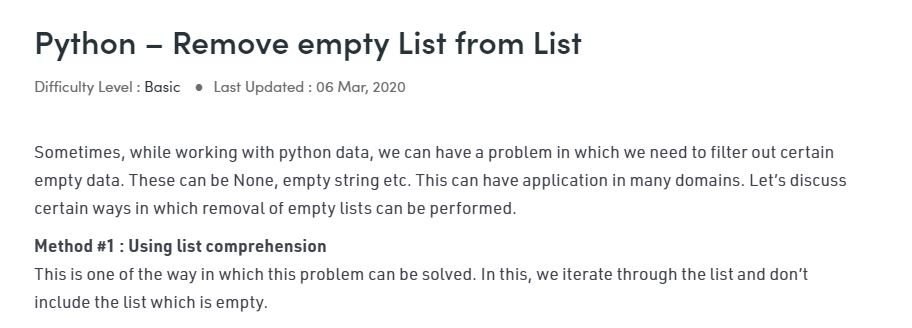 Python – Remove empty List from List
Difficulty Level : Basic ● Last Updated : 06 Mar, 2020
Sometimes, while working with python data, we can have a problem in which we need to filter out certain
empty data. These can be None, empty string etc. This can have application in many domains. Let’s discuss
certain ways in which removal of empty lists can be performed.
Method #1 : Using list comprehension
This is one of the way in which this problem can be solved. In this, we iterate through the list and don’t
include the list which is empty.